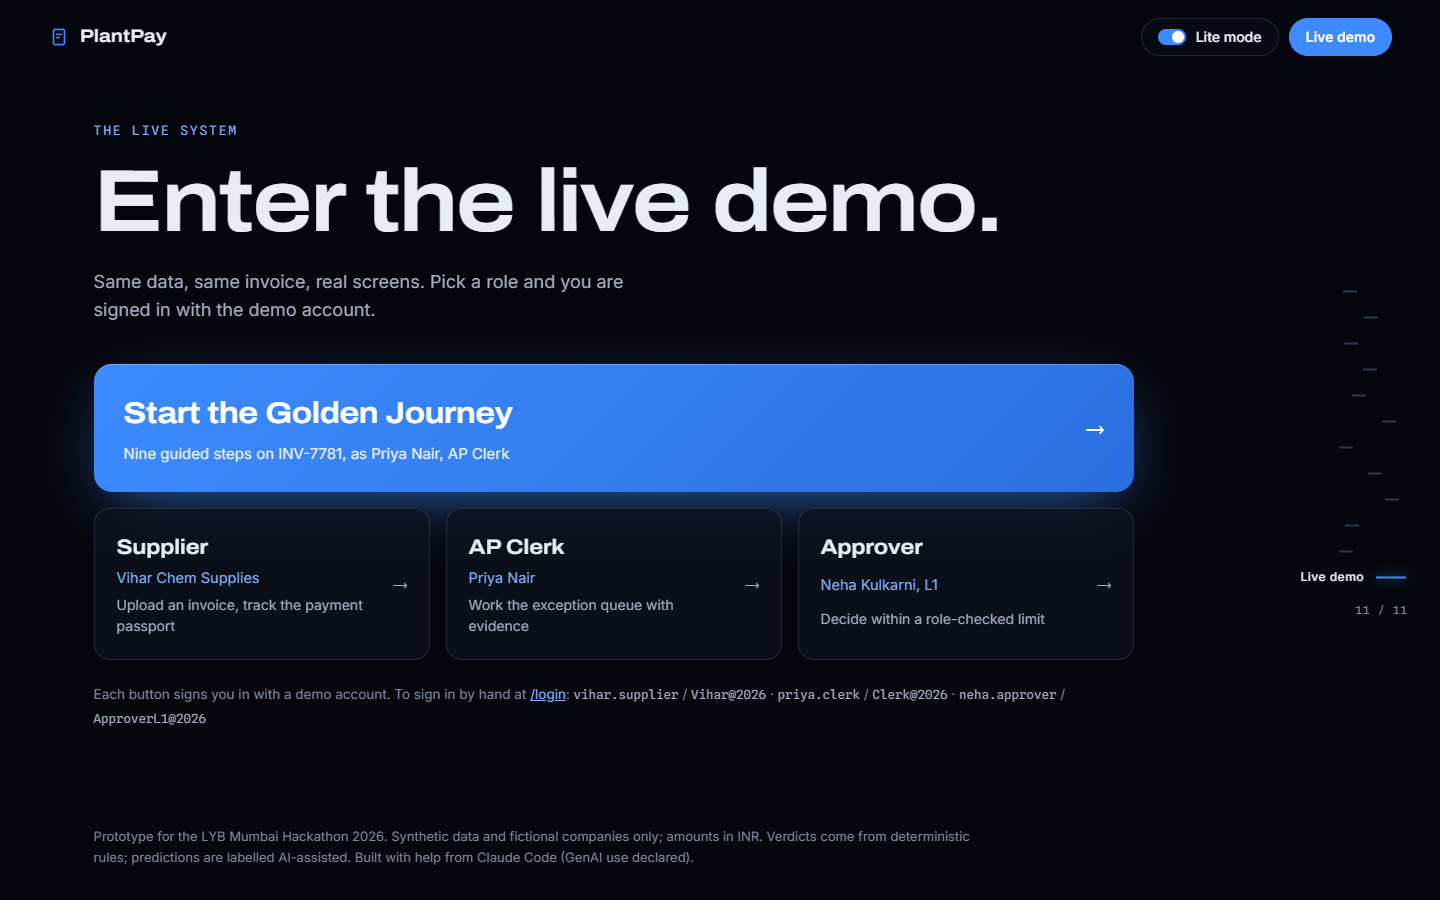 PlantPay
Lite mode
Live demo
THE LIVE SYSTEM
Enter the live demo.
Same data, same invoice, real screens. Pick a role and you are
signed in with the demo account.
Start the Golden Journey
→
Nine guided steps on INV-7781, as Priya Nair, AP Clerk
Supplier
Vihar Chem Supplies
→
Upload an invoice, track the payment
passport
AP Clerk
Priya Nair
→
Work the exception queue with
evidence
Approver
Neha Kulkarni, L1
→
Decide within a role-checked limit
Live demo
11 / 11
Each button signs you in with a demo account. To sign in by hand at /login: vihar.supplier / Vihar@2026 · priya.clerk / Clerk@2026 · neha.approver /
ApproverL1@2026
Prototype for the LYB Mumbai Hackathon 2026. Synthetic data and fictional companies only; amounts in INR. Verdicts come from deterministic
rules; predictions are labelled AI-assisted. Built with help from Claude Code (GenAI use declared).